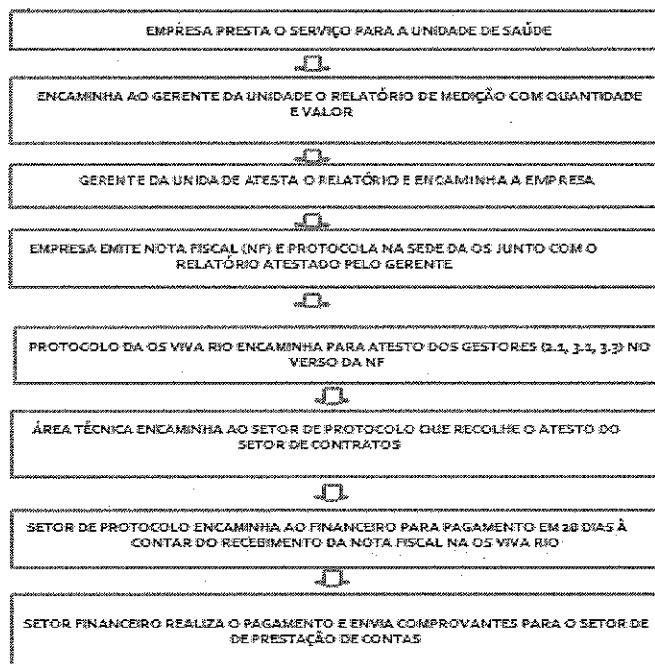 EMPRESA PRESTA O SERVIÇO PARA A UNIDADE DE SAÚDE
ENCAMINHA AO GERENTE DA UNIDADE O RELATÓRIO DE MEDIÇÃO COM QUANTIDADE
E VALOR
GERENTE DA UNIDADE ATESTA O RELATÓRIO E ENCAMINHA A EMPRESA
EMPRESA EMITE NOTA FISCAL (NF) E PROTOCOLA NA SEDE DA OS JUNTO COM O
RELATÓRIO ATESTADO PELO GERENTE
PROTOCOLO DA OS VIVA RIO ENCAMINHA PARA ATESTO DOS GESTORES (2.1, 3.1, 3.3) NO
VERSO DA NF
ÁREA TÉCNICA ENCAMINHA AO SETOR DE PROTOCOLO QUE RECOLHE O ATESTO DO
SETOR DE CONTRATOS
SETOR DE PROTOCOLO ENCAMINHA AO FINANCEIRO PARA PAGAMENTO EM 28 DIAS À
CONTAR DO RECEBIMENTO DA NOTA FISCAL NA OS VIVA RIO
SETOR FINANCEIRO REALIZA O PAGAMENTO E ENVIA COMPROVANTES PARA O SETOR DE
DE PRESTAÇÃO DE CONTAS